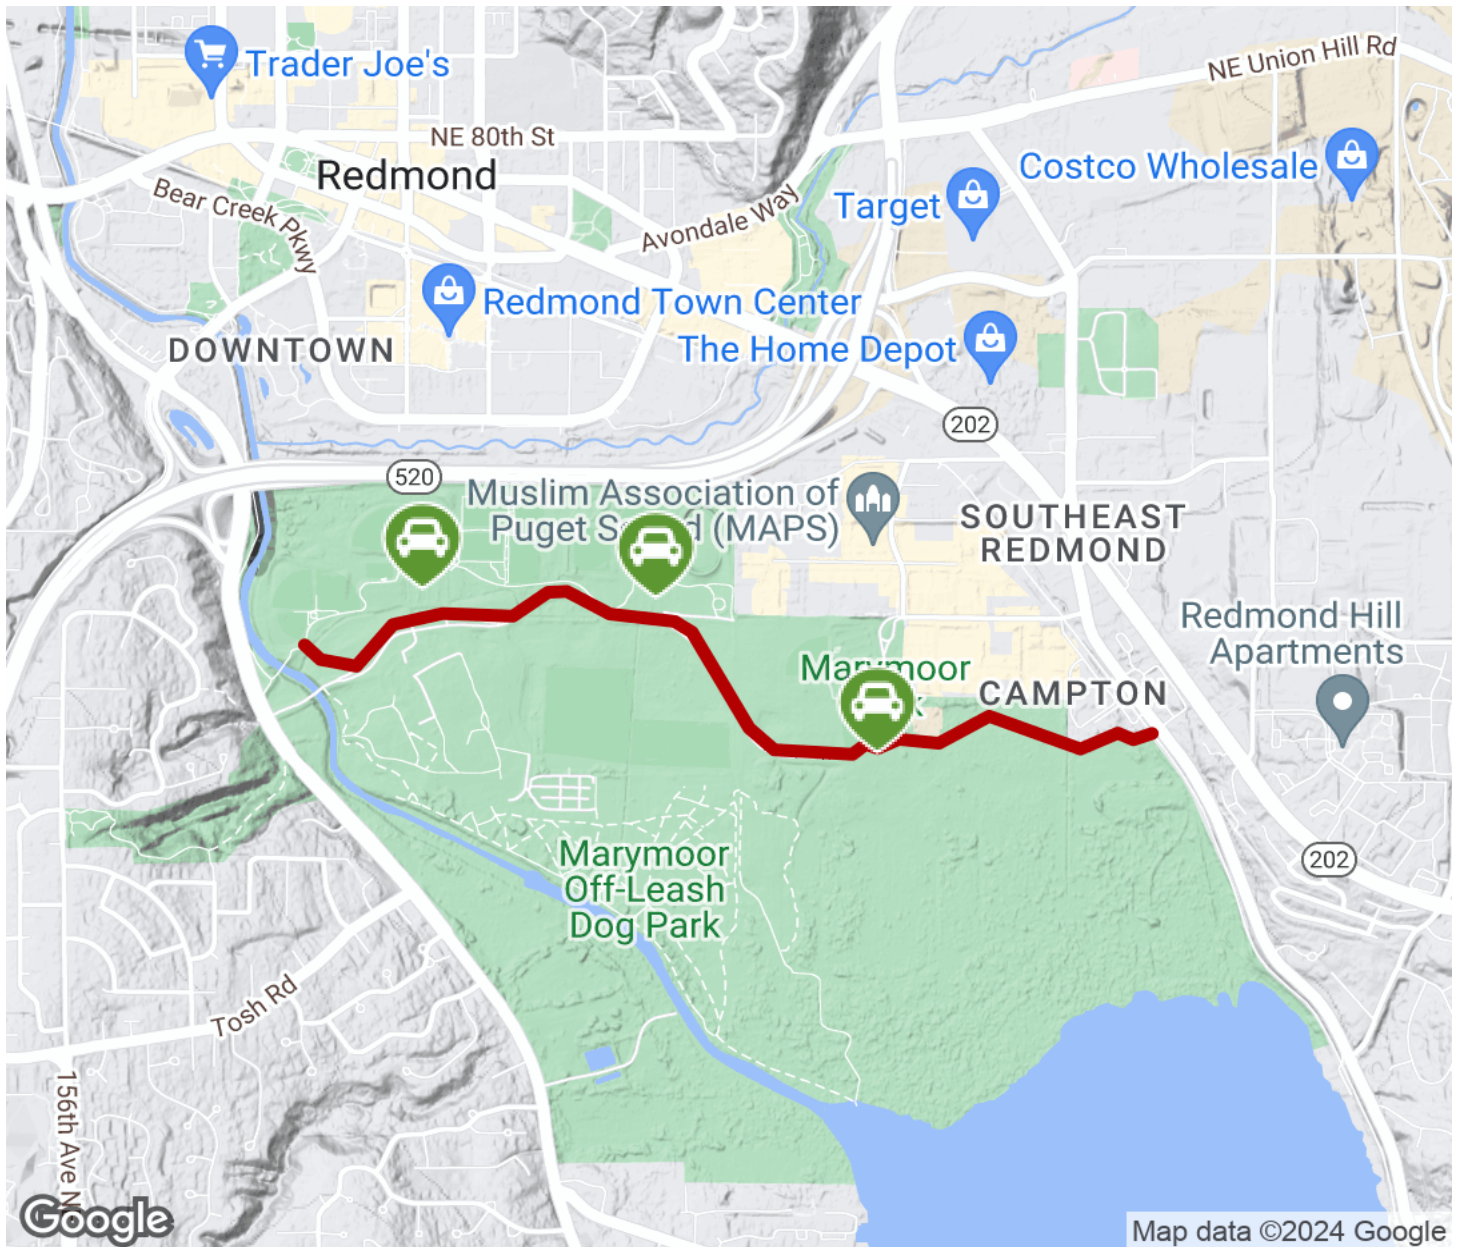 Trader Joe's
NE Union Hill Rd
NE 80th St
Redmond
Costco Wholesale
Bear Creek Pkwy
Target
Avondale Way
Redmond Town Center
DOWNTOWN
The Home Depot
202
520
Muslim Association of
Puget S d (MAPS)
SOUTHEAST
REDMOND
Redmond Hill
Apartments
Marymoor
k
CAMPTON
Marymoor
Off-Leash
Dog Park
202
Tosh Rd
156th Ave N
Google
Map data ©2024 Google